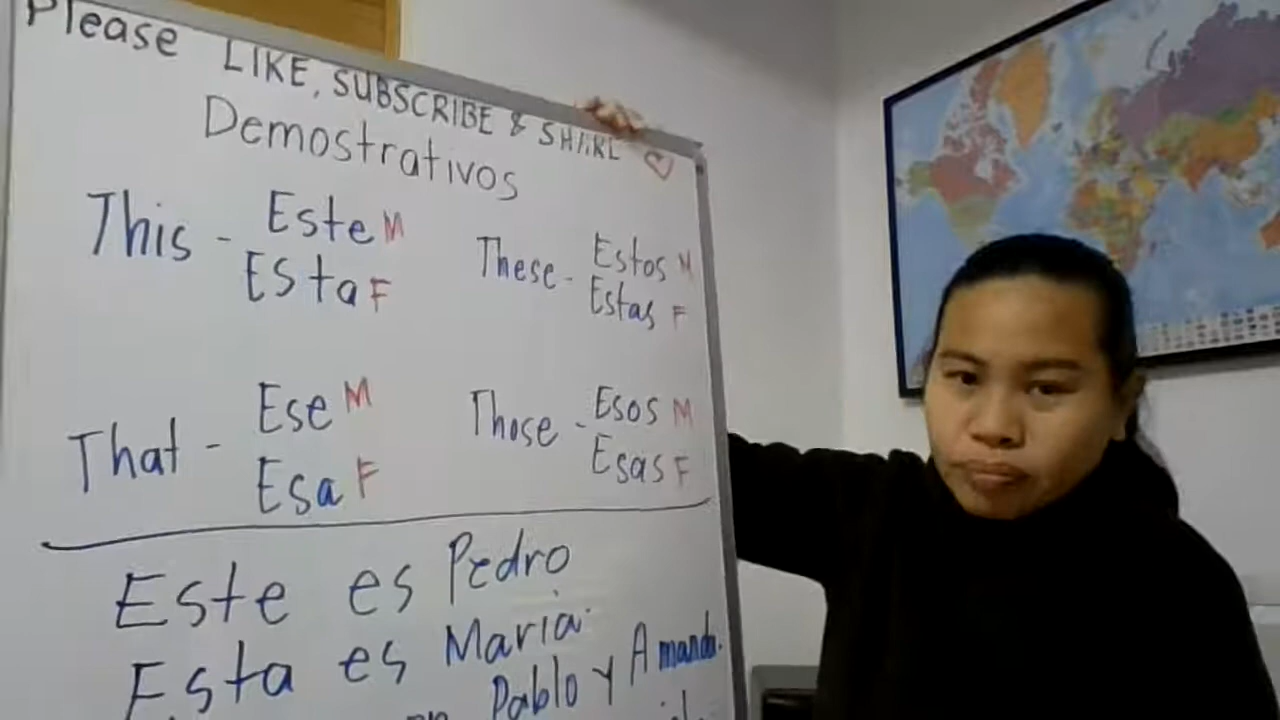 Please LIKE, SUBSCRIBE & SHARE
Demostrativos
This - Este M
Esta F
These - Estos M
Estas F
That - Ese M
Esa F
Those - Esos M
Esas F
Este es Pedro
Esta es Maria
Pablo y Amanda.